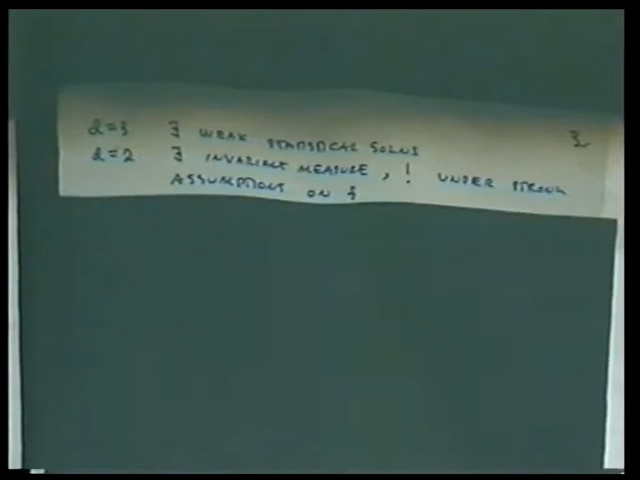 d=3 ∃ WEAK STATISTICAL SOLNS
d=2 ∃ INVARIANT MEASURE, ! UNDER STRONG
ASSUMPTIONS ON